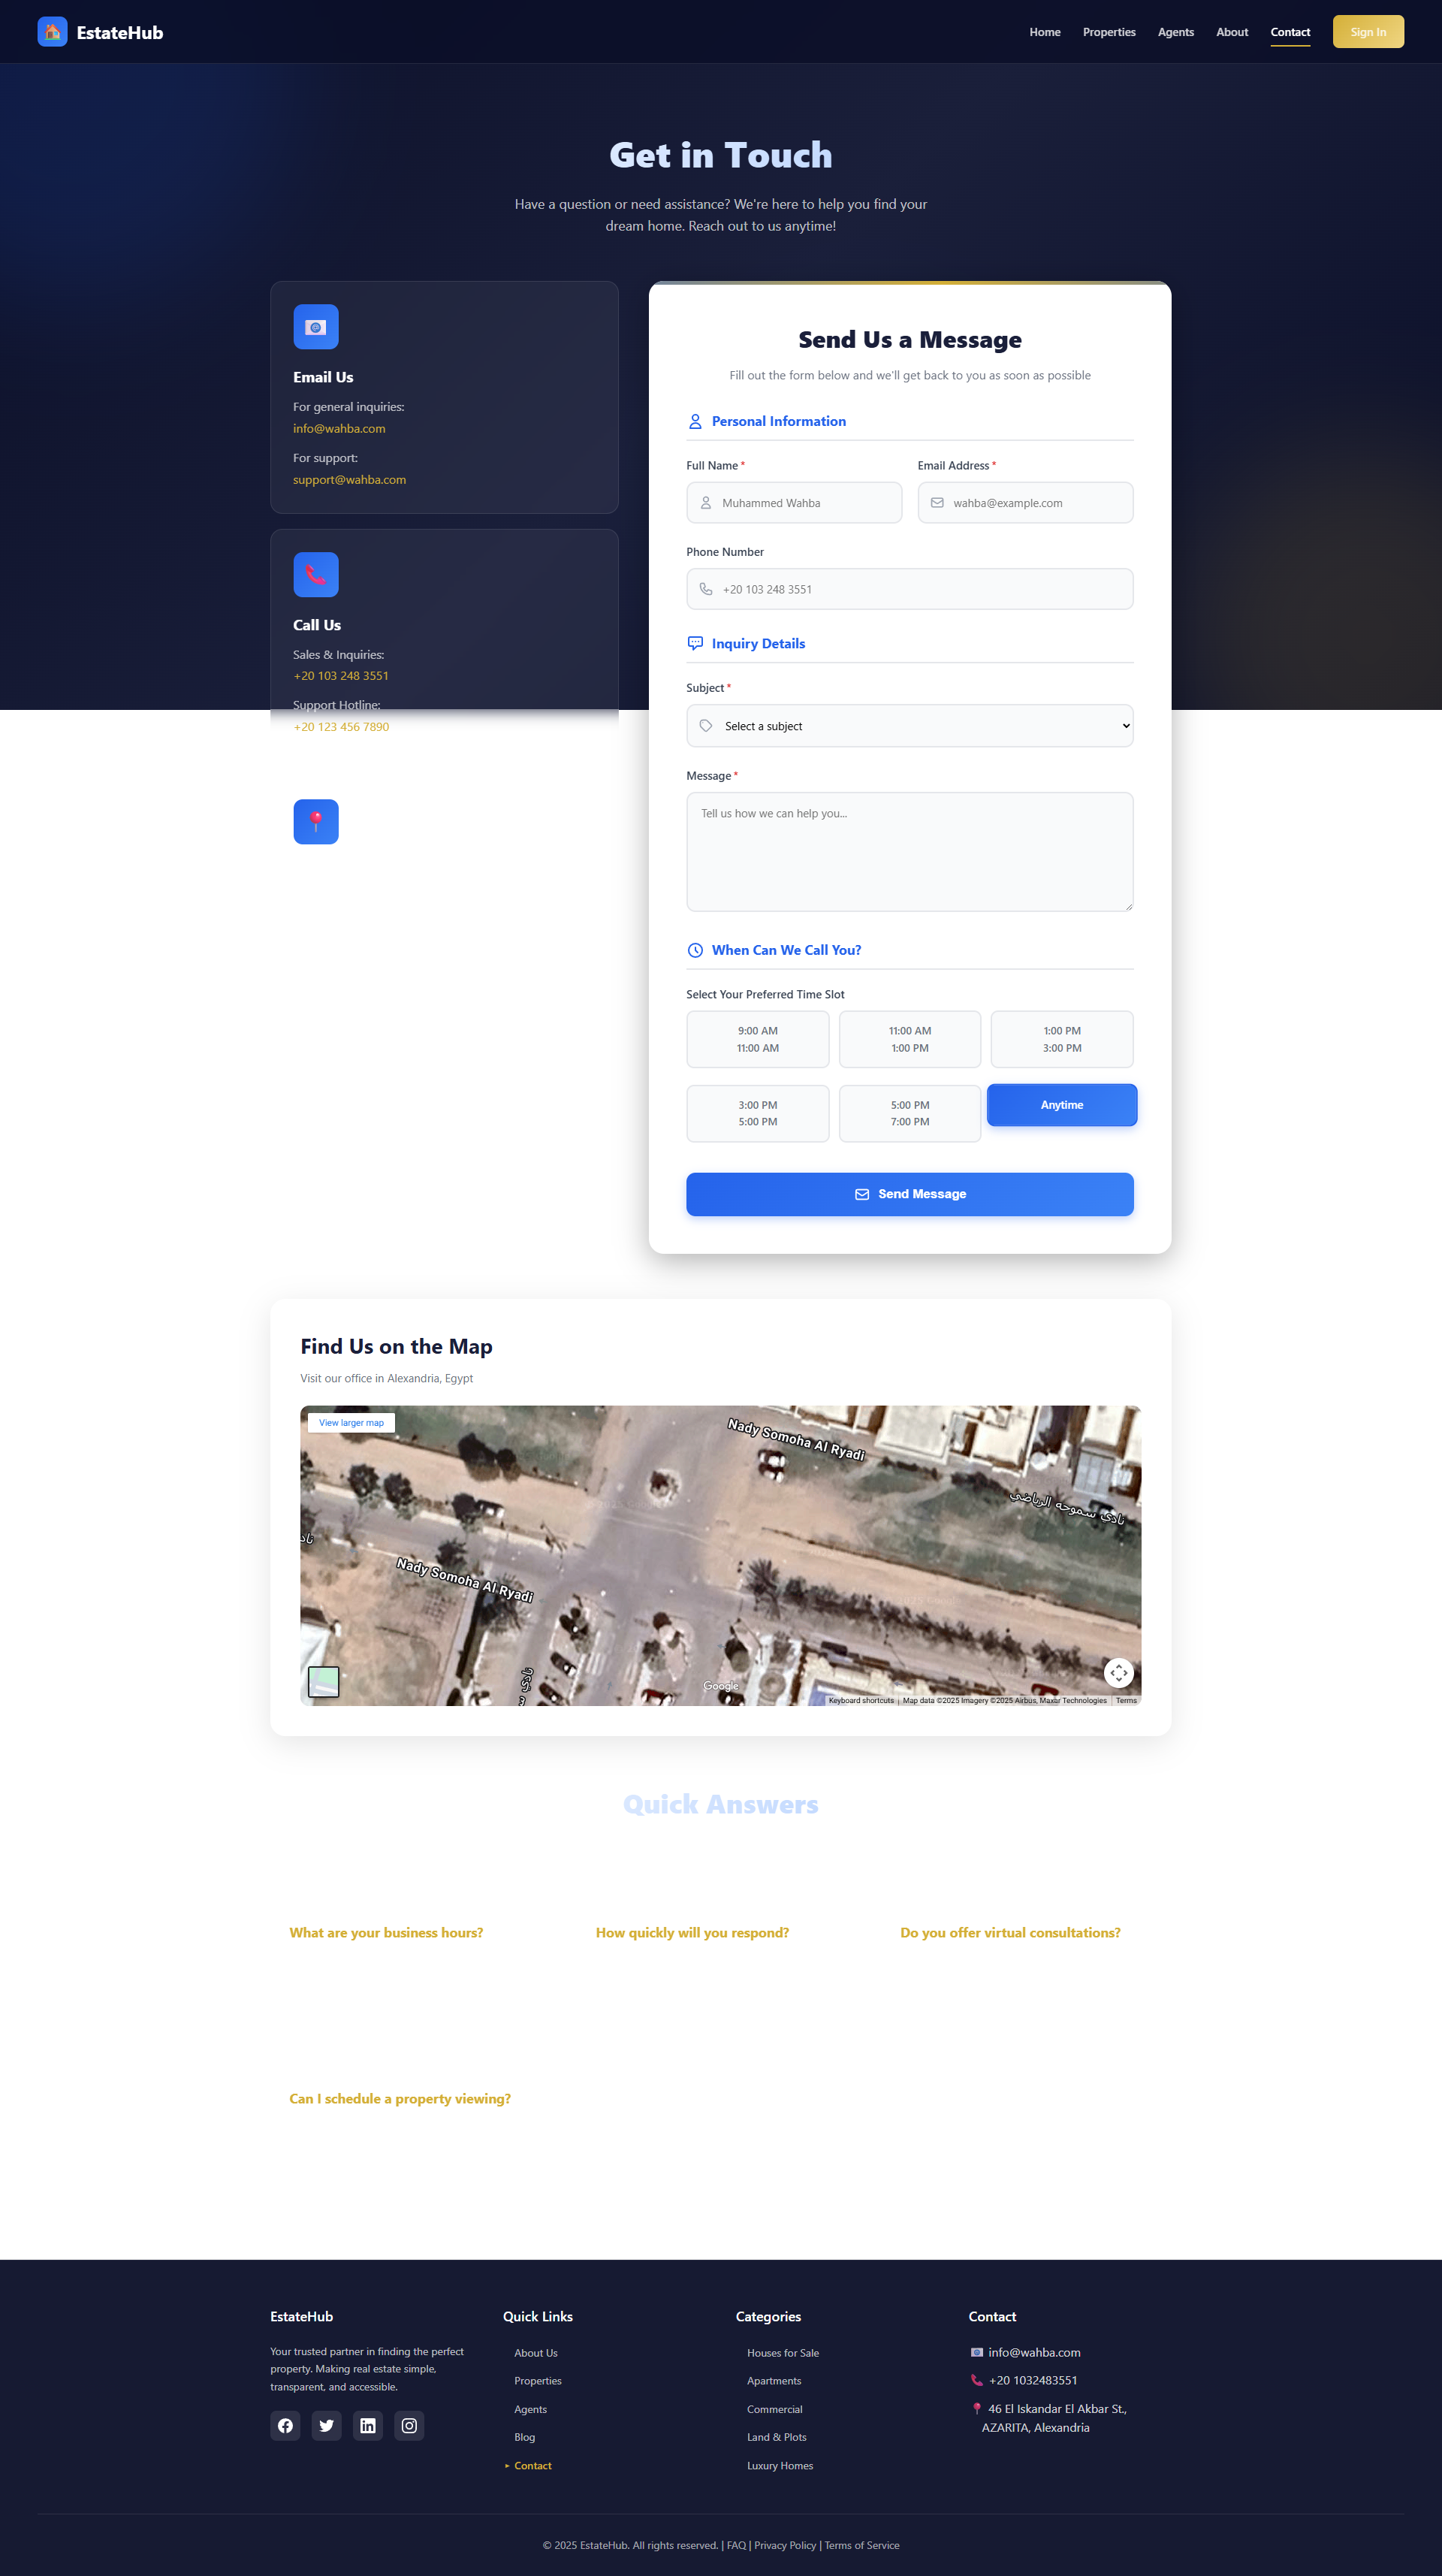 EstateHub
Home
Properties
Agents
About
Contact
Sign In
Get in Touch
Have a question or need assistance? We're here to help you find your
dream home. Reach out to us anytime!
Email Us
For general inquiries:
info@wahba.com
For support:
support@wahba.com
Call Us
Sales & Inquiries:
+20 103 248 3551
Support Hotline:
+20 123 456 7890
Send Us a Message
Fill out the form below and we'll get back to you as soon as possible
Personal Information
Full Name *
Email Address *
Muhammed Wahba
wahba@example.com
Phone Number
+20 103 248 3551
Inquiry Details
Subject *
Select a subject
Message *
Tell us how we can help you...
When Can We Call You?
Select Your Preferred Time Slot
9:00 AM
11:00 AM
11:00 AM
1:00 PM
1:00 PM
3:00 PM
3:00 PM
5:00 PM
5:00 PM
7:00 PM
Anytime
Send Message
Find Us on the Map
Visit our office in Alexandria, Egypt
View larger map
Nady Somoha Al Ryadi
نادي سموحه الرياضي
Nady Somoha Al Ryadi
Google
Keyboard shortcuts
Map data ©2025 Imagery ©2025 Airbus, Maxar Technologies
Terms
Quick Answers
What are your business hours?
How quickly will you respond?
Do you offer virtual consultations?
Can I schedule a property viewing?
EstateHub
Your trusted partner in finding the perfect
property. Making real estate simple,
transparent, and accessible.
Quick Links
About Us
Properties
Agents
Blog
▸ Contact
Categories
Houses for Sale
Apartments
Commercial
Land & Plots
Luxury Homes
Contact
info@wahba.com
+20 1032483551
46 El Iskandar El Akbar St.,
AZARITA, Alexandria
© 2025 EstateHub. All rights reserved. | FAQ | Privacy Policy | Terms of Service